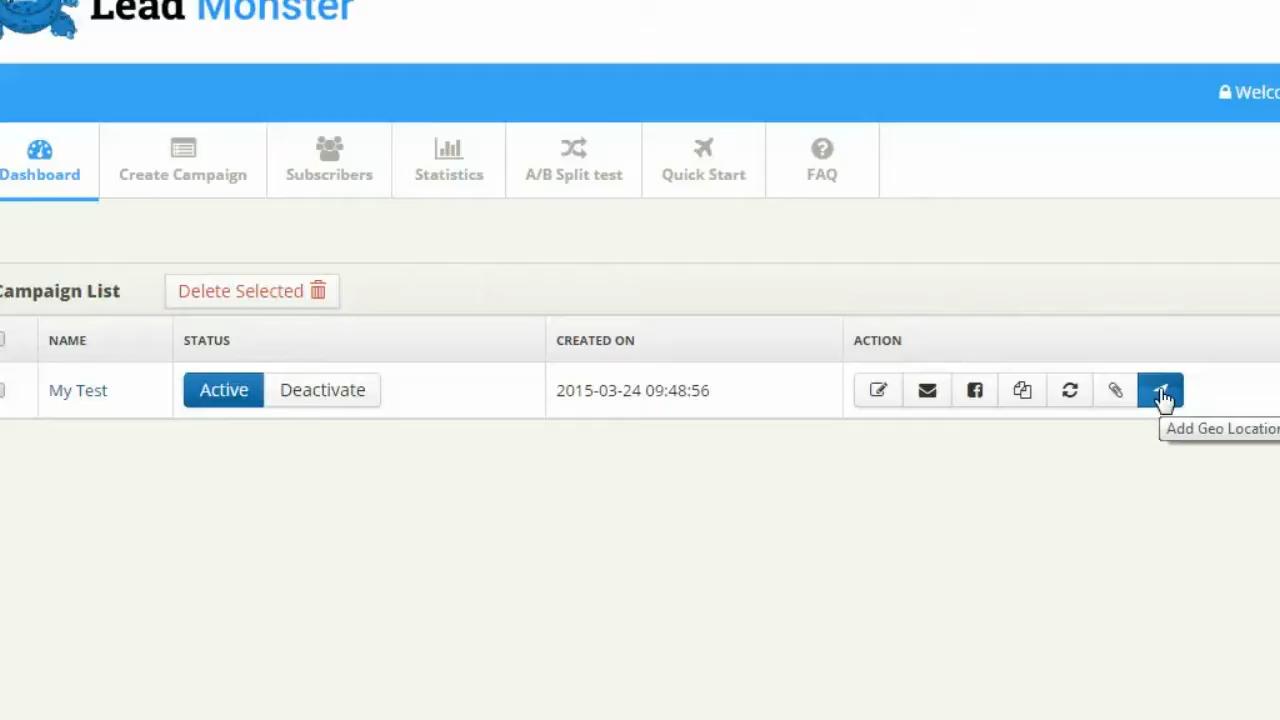 Lead Monster
Welco
Dashboard
Create Campaign
Subscribers
Statistics
A/B Split test
Quick Start
FAQ
Campaign List
Delete Selected
NAME
STATUS
CREATED ON
ACTION
My Test
Active
Deactivate
2015-03-24 09:48:56
Add Geo Location